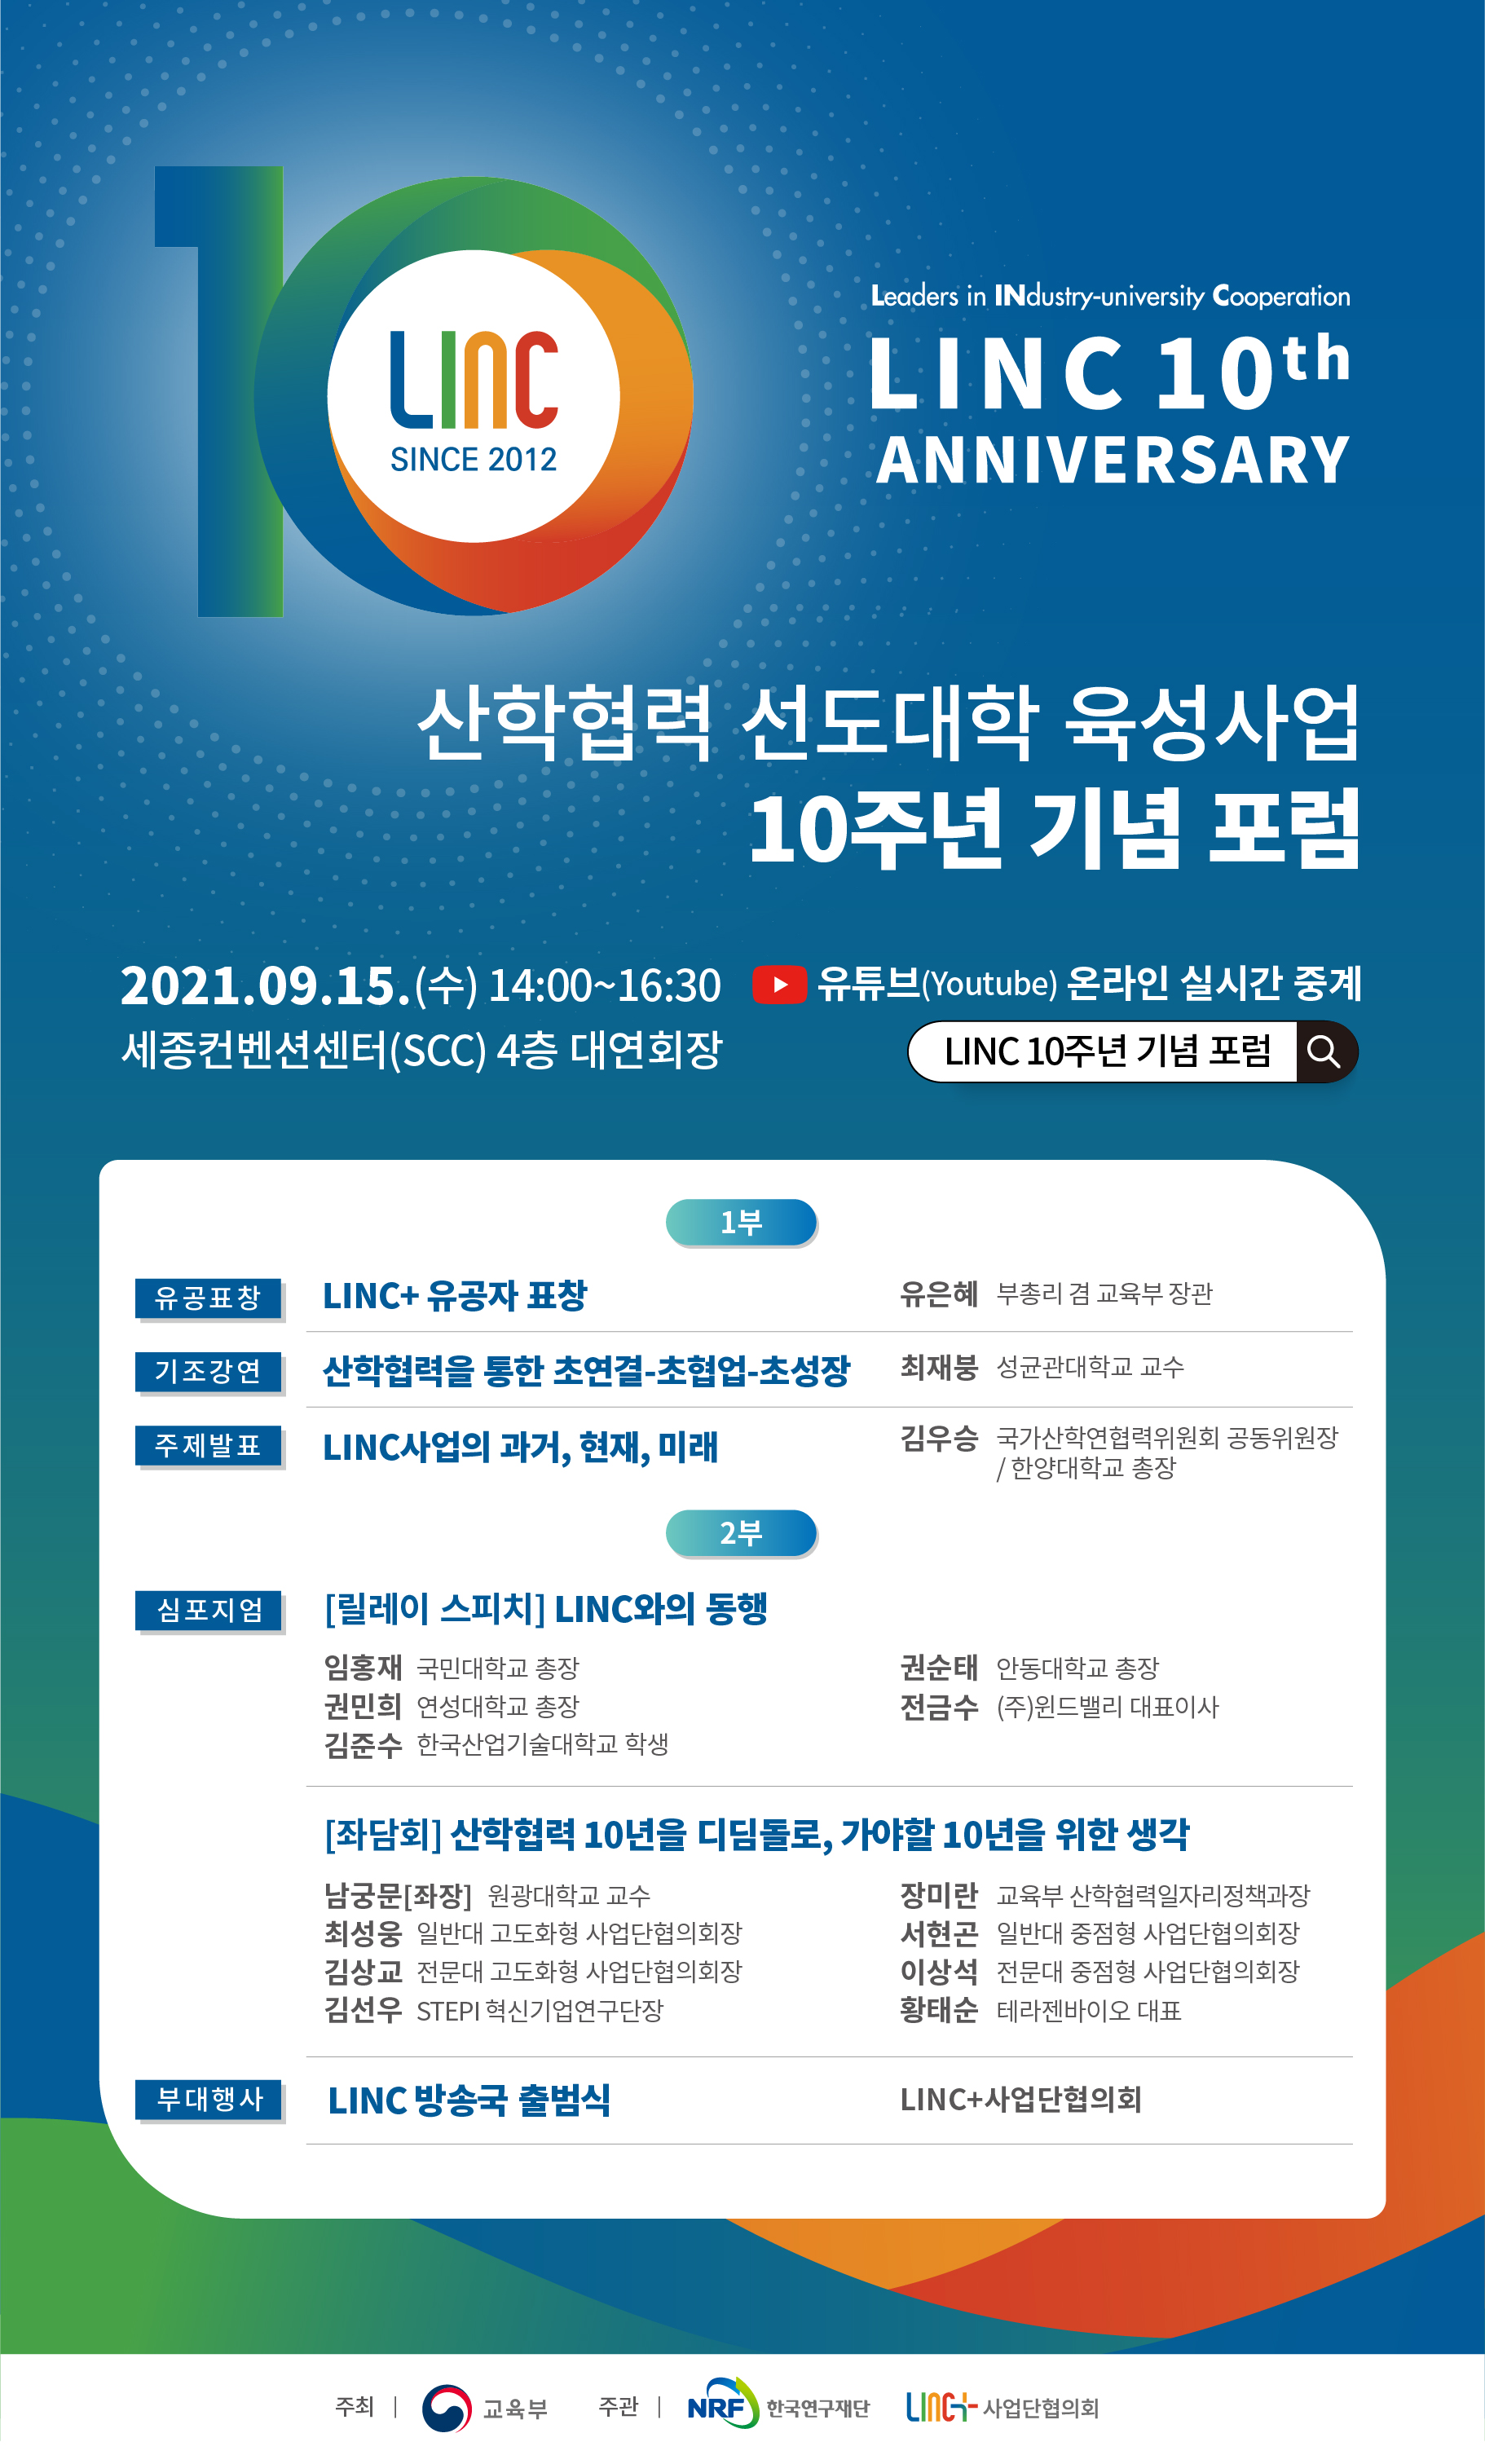 LINC
SINCE 2012
Leaders in INdustry-university Cooperation
LINC 10th
ANNIVERSARY
산학협력 선도대학 육성사업
10주년 기념 포럼
2021.09.15.(수) 14:00~16:30
세종컨벤션센터(SCC) 4층 대연회장
유튜브(Youtube) 온라인 실시간 중계
LINC 10주년 기념 포럼
1부
유공표창 LINC+ 유공자 표창 유은혜 부총리 겸 교육부 장관
기조강연 산학협력을 통한 초연결-초협업-초성장 최재붕 성균관대학교 교수
주제발표 LINC사업의 과거, 현재, 미래 김우승 국가산학연협력위원회 공동위원장
/ 한양대학교 총장
2부
심포지엄 [릴레이 스피치] LINC와의 동행
임홍재 국민대학교 총장 권순태 안동대학교 총장
권민희 연성대학교 총장 전금수 (주)윈드밸리 대표이사
김준수 한국산업기술대학교 학생
[좌담회] 산학협력 10년을 디딤돌로, 가야할 10년을 위한 생각
남궁문[좌장] 원광대학교 교수 장미란 교육부 산학협력일자리정책과장
최성웅 일반대 고도화형 사업단협의회장 서현곤 일반대 중점형 사업단협의회장
김상교 전문대 고도화형 사업단협의회장 이상석 전문대 중점형 사업단협의회장
김선우 STEPI 혁신기업연구단장 황태순 테라젠바이오 대표
부대행사 LINC 방송국 출범식 LINC+사업단협의회
주최 | 교육부 주관 | NRF 한국연구재단 LINC+ 사업단협의회